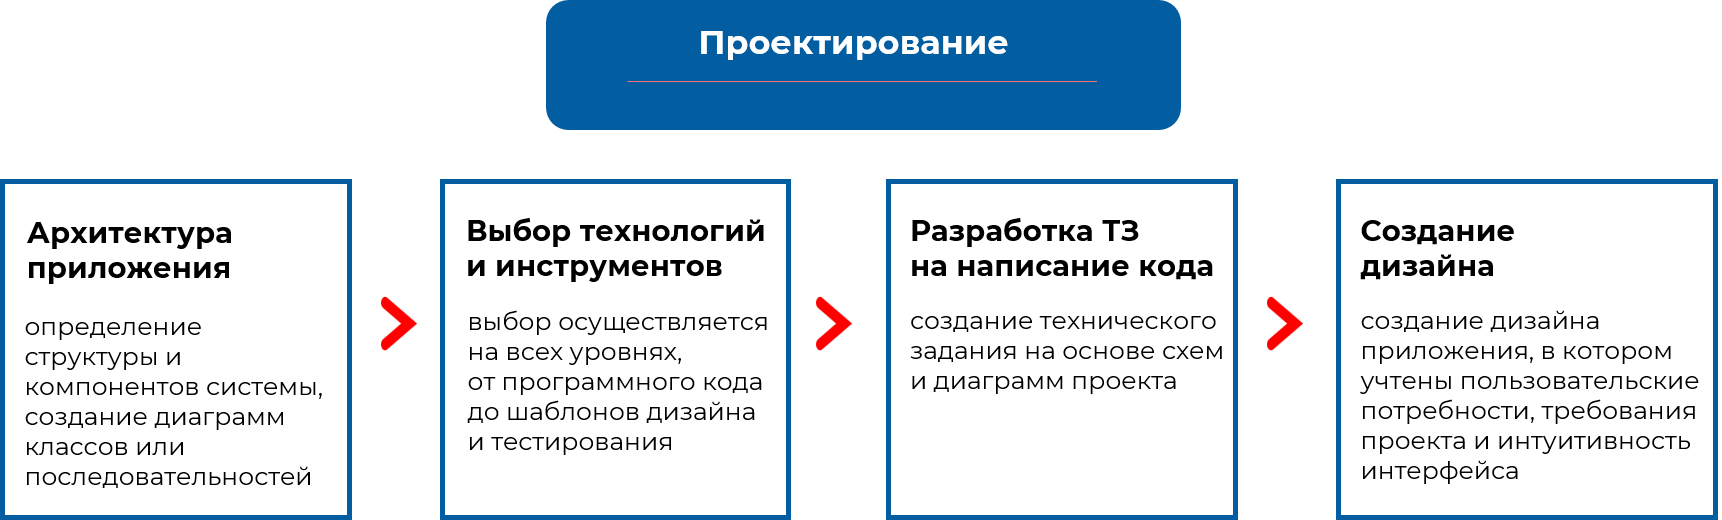 Проектирование
Архитектура
приложения
определение
структуры и
компонентов системы,
создание диаграмм
классов или
последовательностей
Выбор технологий
и инструментов
выбор осуществляется
на всех уровнях,
от программного кода
до шаблонов дизайна
и тестирования
Разработка ТЗ
на написание кода
создание технического
задания на основе схем
и диаграмм проекта
Создание
дизайна
создание дизайна
приложения, в котором
учтены пользовательские
потребности, требования
проекта и интуитивность
интерфейса